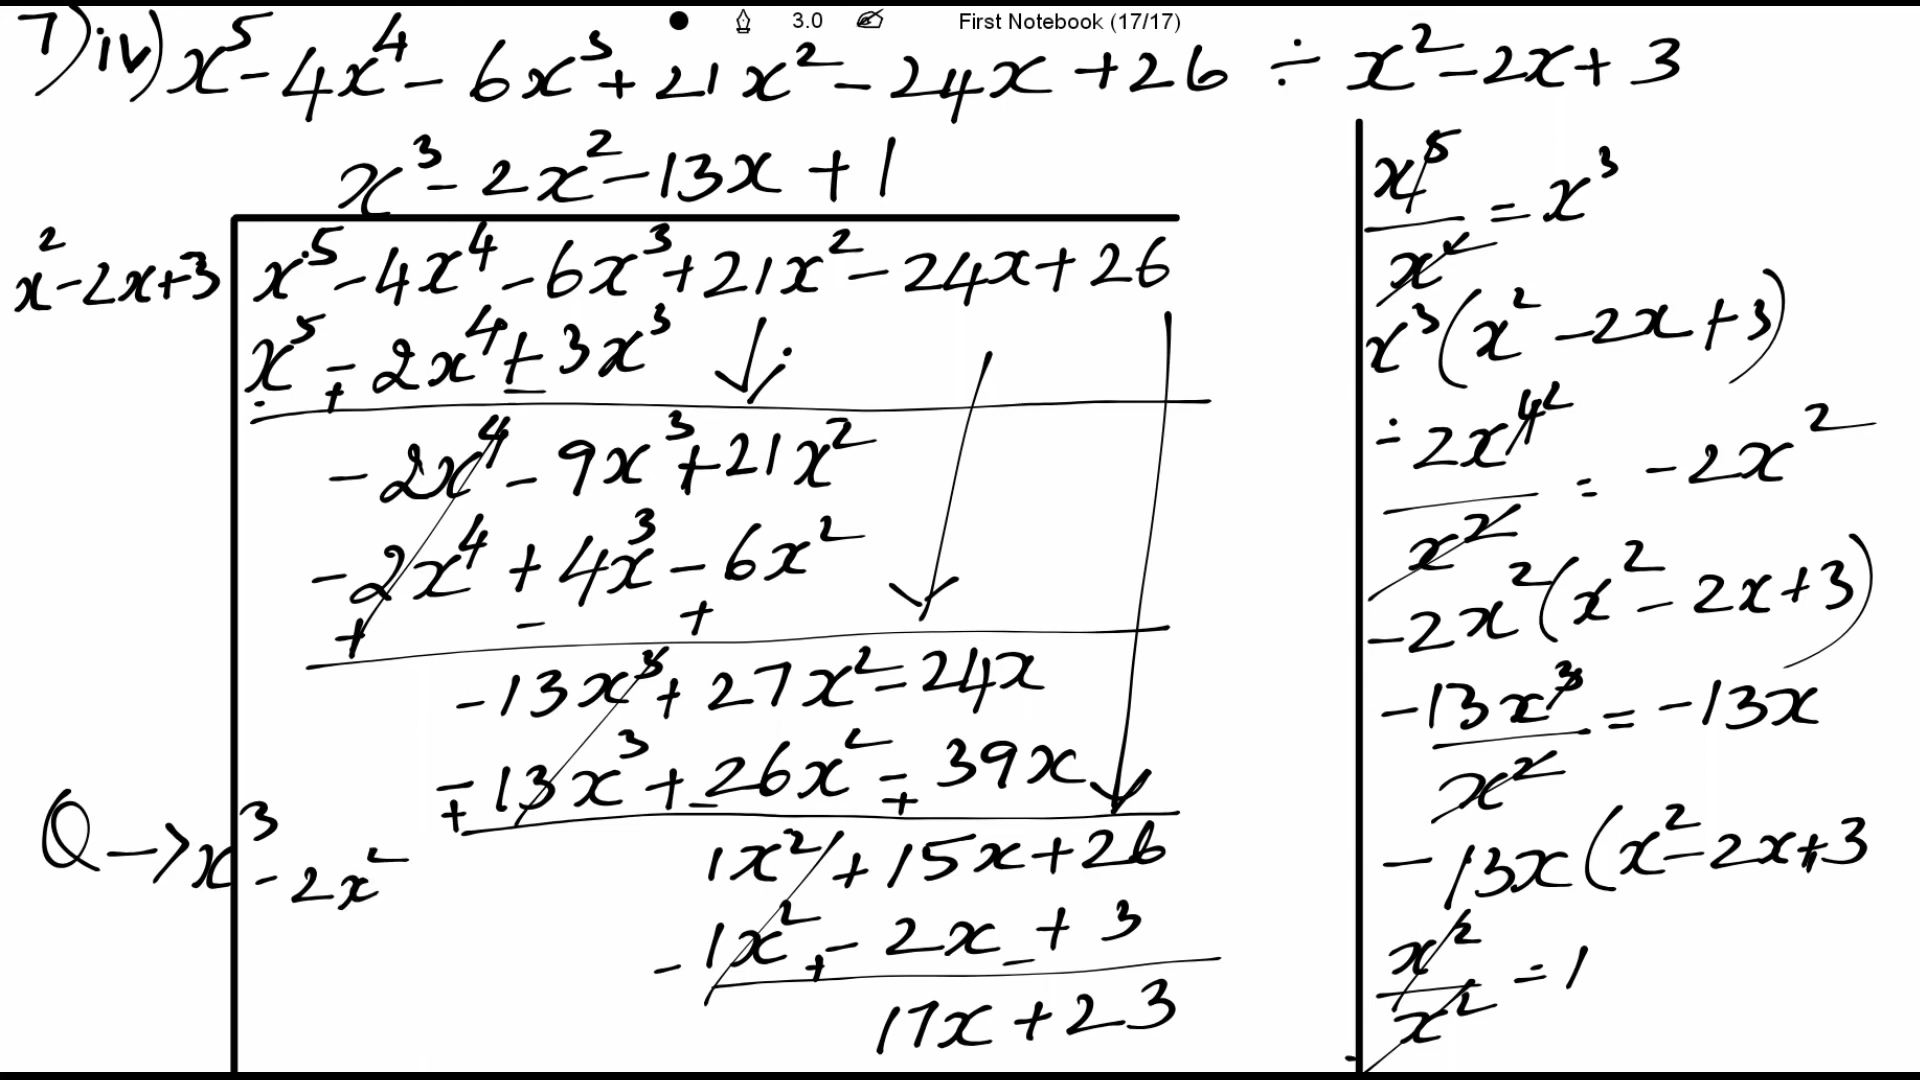 3.0 First Notebook (17/17)
7) iv) x⁵ - 4x⁴ - 6x³ + 21x² - 24x + 26 ÷ x² - 2x + 3
x³ - 2x² - 13x + 1
x² - 2x + 3 x⁵ - 4x⁴ - 6x³ + 21x² - 24x + 26
x⁵ - 2x⁴ + 3x³
- + -
- 2x⁴ - 9x³ + 21x²
- 2x⁴ + 4x³ - 6x²
+ - +
- 13x³ + 27x² - 24x
- 13x³ + 26x² - 39x
+ - +
1x² + 15x + 26
1x² - 2x + 3
- + -
17x + 23
Q → x³ - 2x²
x⁵
x² = x³
x³(x² - 2x + 3)
- 2x⁴
x² = - 2x²
- 2x²(x² - 2x + 3)
- 13x³
x² = - 13x
- 13x(x² - 2x + 3
x²
x² = 1